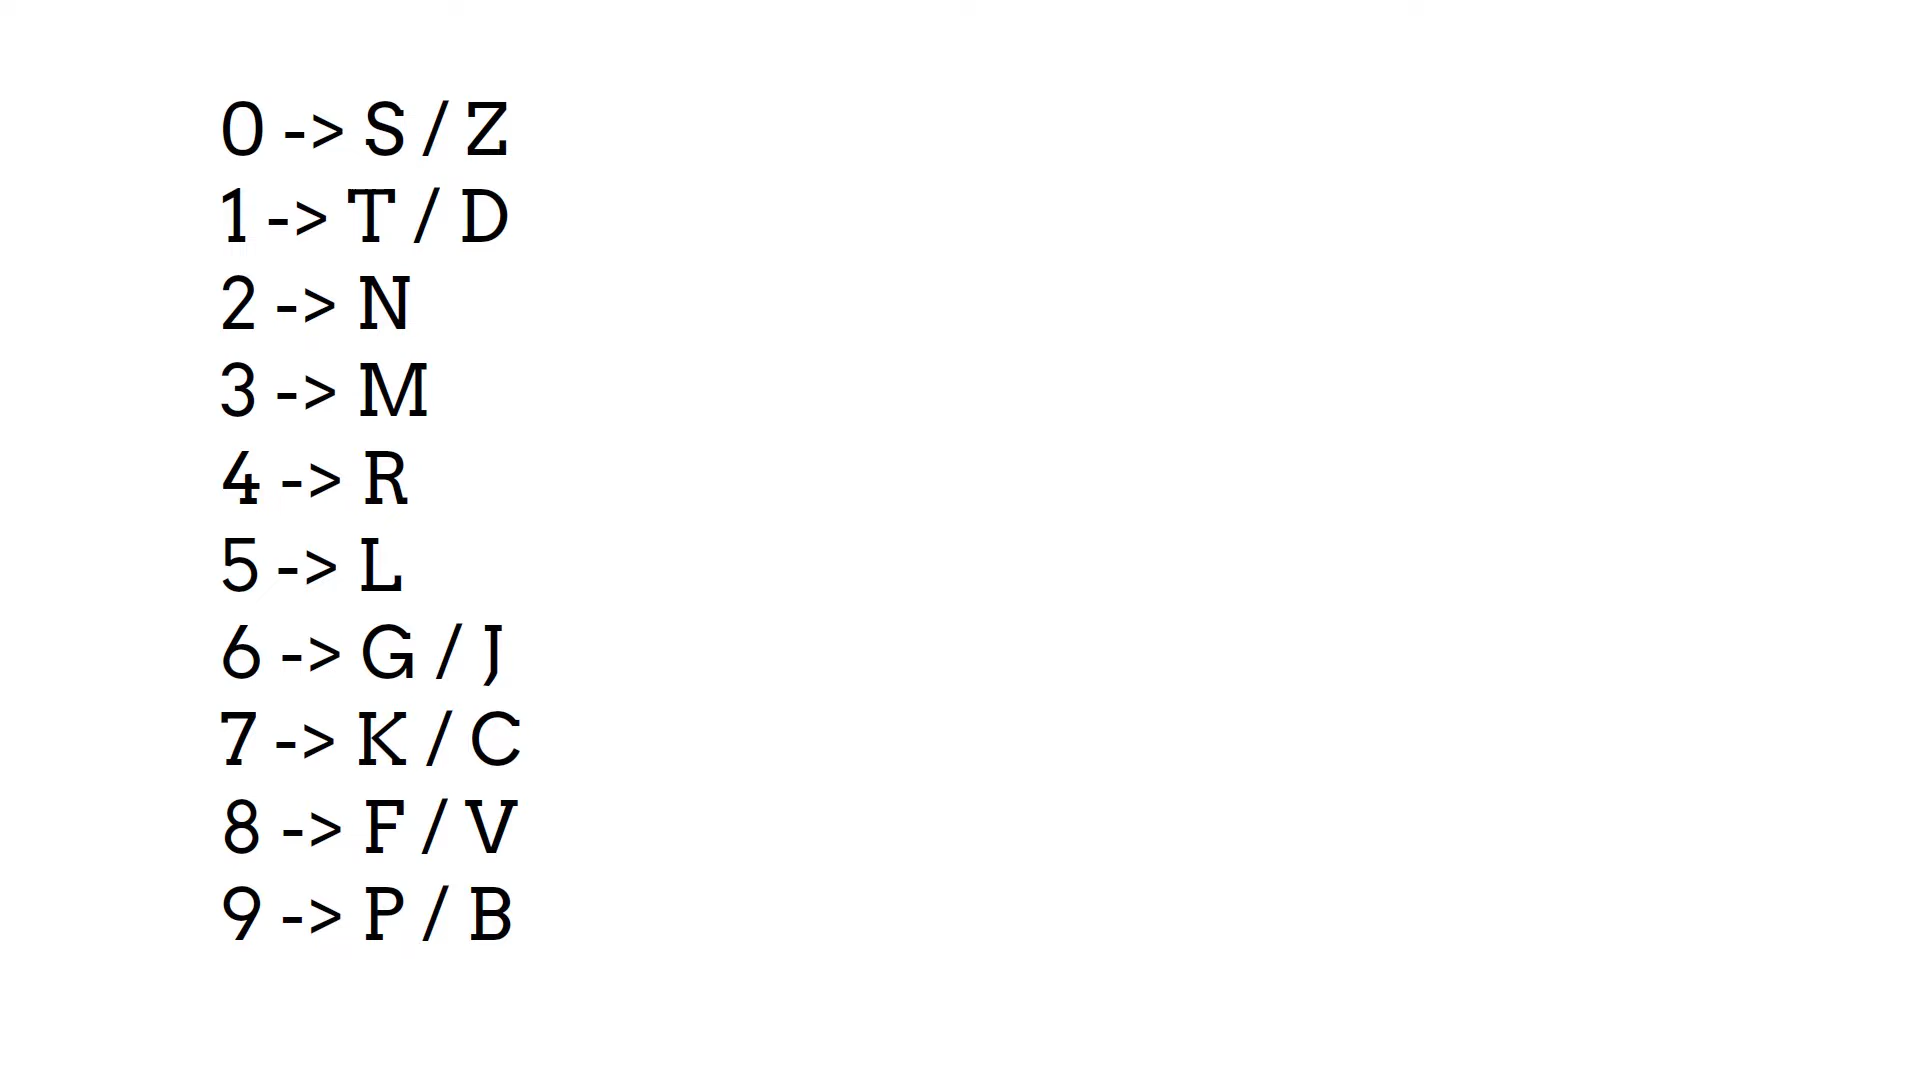 0 -> S / Z
1 -> T / D
2 -> N
3 -> M
4 -> R
5 -> L
6 -> G / J
7 -> K / C
8 -> F / V
9 -> P / B